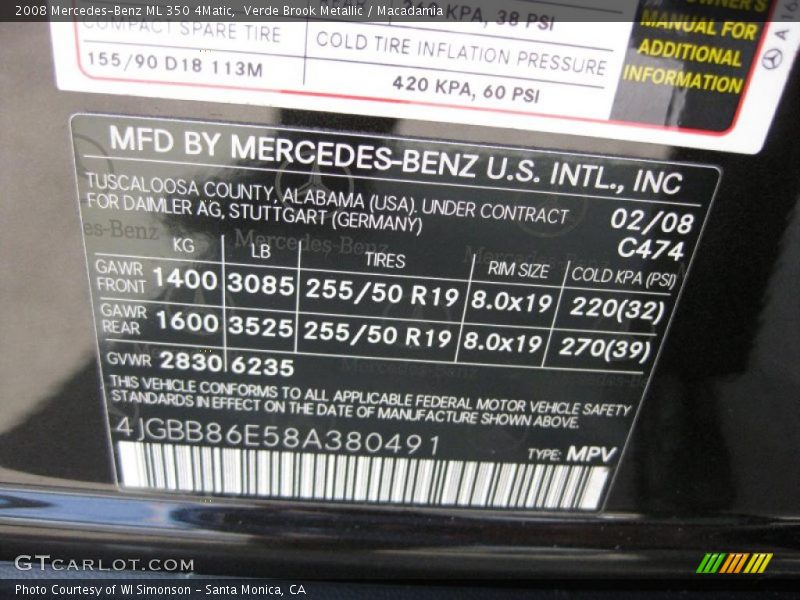 2008 Mercedes-Benz ML 350 4Matic,  Verde Brook Metallic / Macadamia
KPA, 38 PSI
COMPACT SPARE TIRE
155/90 D18 113M
COLD TIRE INFLATION PRESSURE
420 KPA, 60 PSI
OWNER'S
MANUAL FOR
ADDITIONAL
INFORMATION
MFD BY MERCEDES-BENZ U.S. INTL., INC
TUSCALOOSA COUNTY, ALABAMA (USA). UNDER CONTRACT
FOR DAIMLER AG, STUTTGART (GERMANY)
02/08
C474
KG LB TIRES RIM SIZE COLD KPA (PSI)
GAWR FRONT 1400 3085 255/50 R19 8.0x19 220(32)
GAWR REAR 1600 3525 255/50 R19 8.0x19 270(39)
GVWR 2830 6235
THIS VEHICLE CONFORMS TO ALL APPLICABLE FEDERAL MOTOR VEHICLE SAFETY
STANDARDS IN EFFECT ON THE DATE OF MANUFACTURE SHOWN ABOVE.
4JGBB86E58A380491
TYPE: MPV
GTCARLOT.COM
Photo Courtesy of WI Simonson - Santa Monica, CA